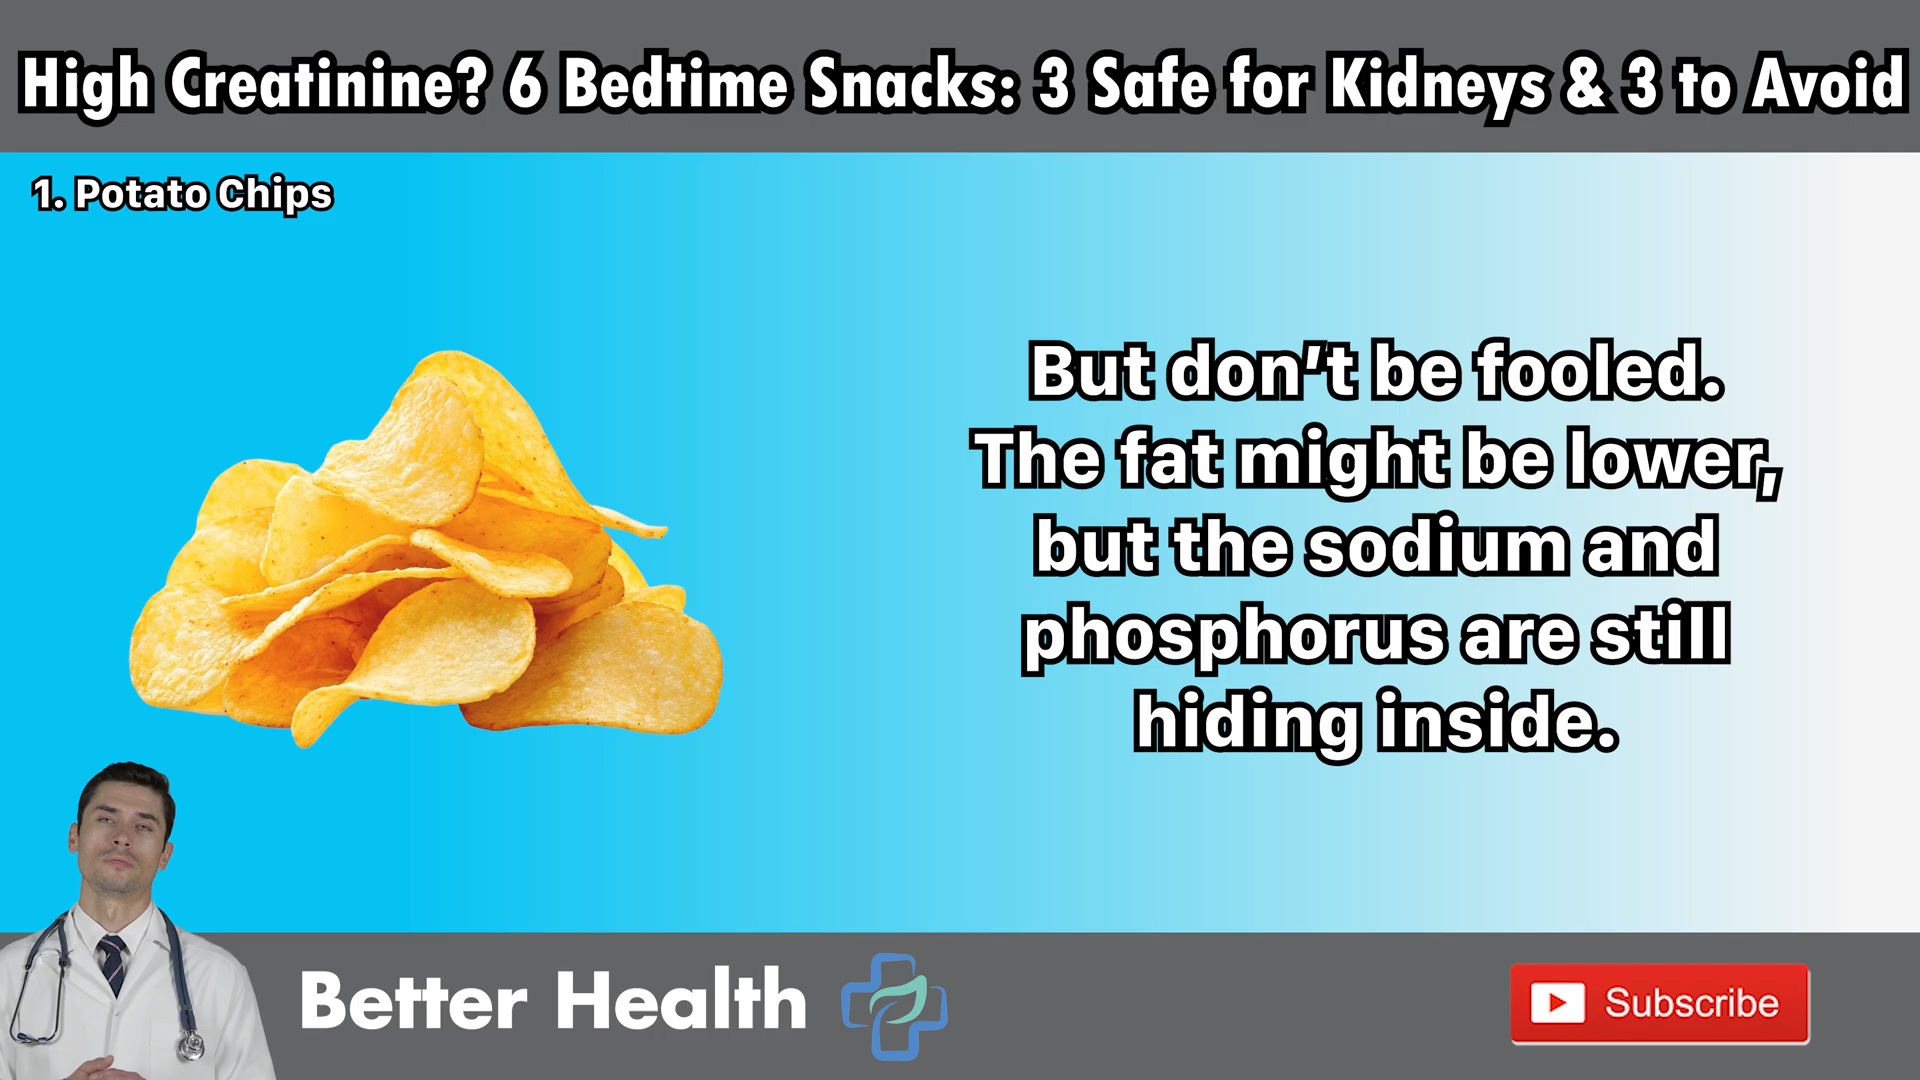 High Creatinine? 6 Bedtime Snacks: 3 Safe for Kidneys & 3 to Avoid
1. Potato Chips
But don’t be fooled.
The fat might be lower,
but the sodium and
phosphorus are still
hiding inside.
Better Health
Subscribe